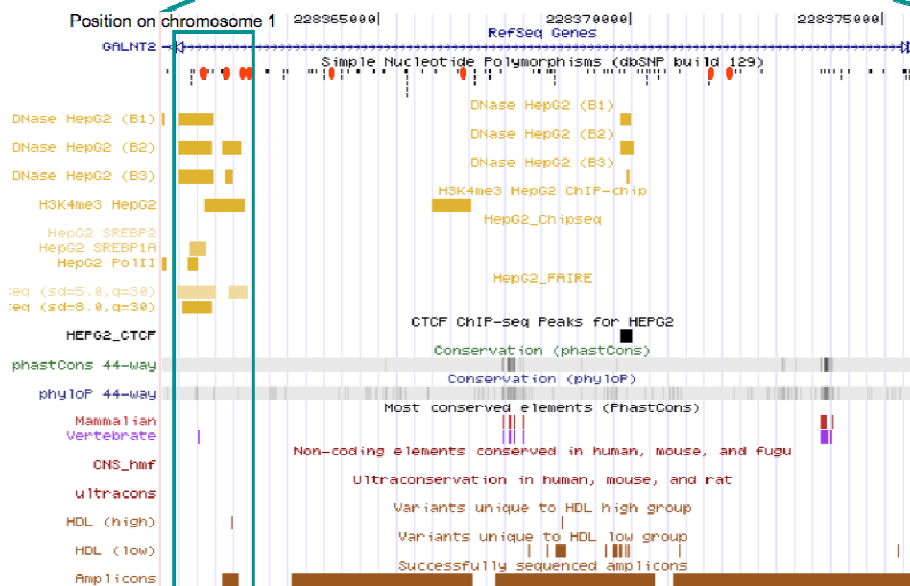 Position on chromosome 1 228965000| 228970000| 228975000|
RefSeq Genes
GALNT2
Simple Nucleotide Polymorphisms (dbSNP build 129)
DNase HepG2 (B1)
DNase HepG2 (B1)
DNase HepG2 (B2)
DNase HepG2 (B2)
DNase HepG2 (B3)
DNase HepG2 (B3)
H3K4me3 HepG2 ChIP-chip
H3K4me3 HepG2
HepG2_Chipseq
HepG2 SREBP2
HepG2 SREBP1A
HepG2 PolII
HepG2_FAIRE
eq (sd=5.0,q=30)
eq (sd=8.0,q=30)
CTCF ChIP-seq Peaks for HEPG2
HEPG2_CTCF
Conservation (phastCons)
phastCons 44-way
Conservation (phyloP)
phyloP 44-way
Most conserved elements (PhastCons)
Mammalian
Vertebrate
Non-coding elements conserved in human, mouse, and fugu
CNS_hmf
Ultraconservation in human, mouse, and rat
ultracons
Variants unique to HDL high group
HDL (high)
Variants unique to HDL low group
HDL (low)
Successfully sequenced amplicons
Amplicons